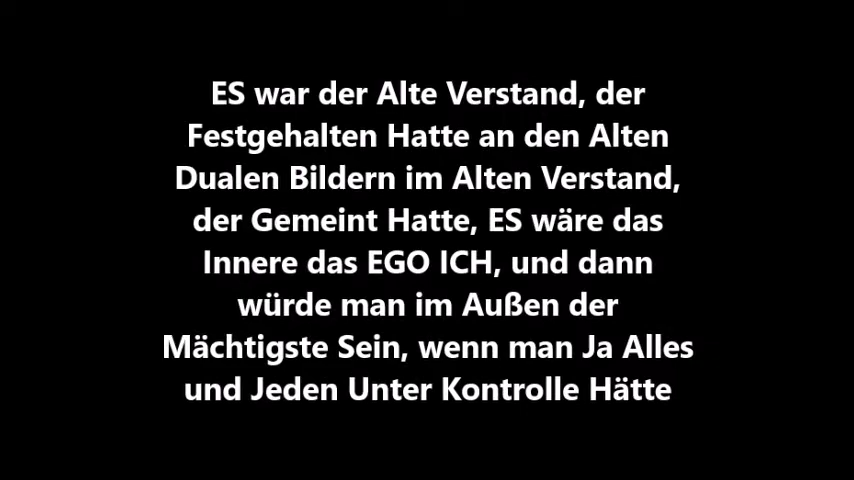 ES war der Alte Verstand, der
Festgehalten Hatte an den Alten
Dualen Bildern im Alten Verstand,
der Gemeint Hatte, ES wäre das
Innere das EGO ICH, und dann
würde man im Außen der
Mächtigste Sein, wenn man Ja Alles
und Jeden Unter Kontrolle Hätte